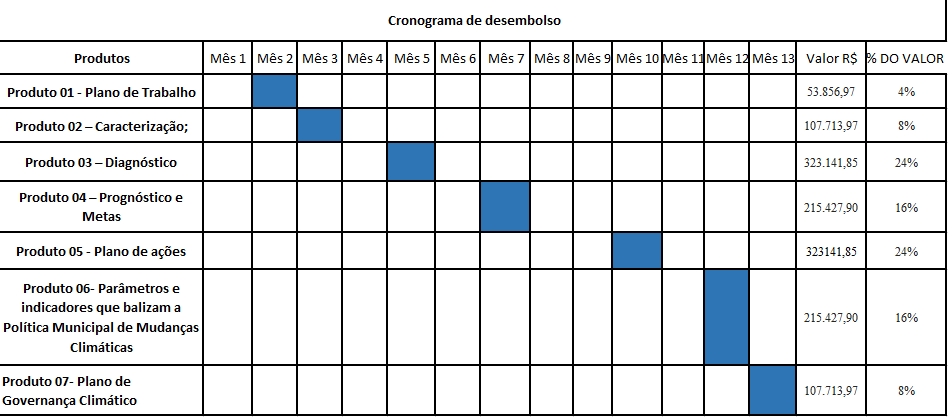 Cronograma de desembolso
Produtos Mês 1 Mês 2 Mês 3 Mês 4 Mês 5 Mês 6 Mês 7 Mês 8 Mês 9 Mês 10 Mês 11 Mês 12 Mês 13 Valor R$ % DO VALOR
Produto 01 - Plano de Trabalho 53.856,97 4%
Produto 02 – Caracterização; 107.713,97 8%
Produto 03 – Diagnóstico 323.141,85 24%
Produto 04 – Prognóstico e
Metas 215.427,90 16%
Produto 05 - Plano de ações 323141,85 24%
Produto 06- Parâmetros e
indicadores que balizam a
Política Municipal de Mudanças
Climáticas 215.427,90 16%
Produto 07- Plano de
Governança Climático 107.713,97 8%